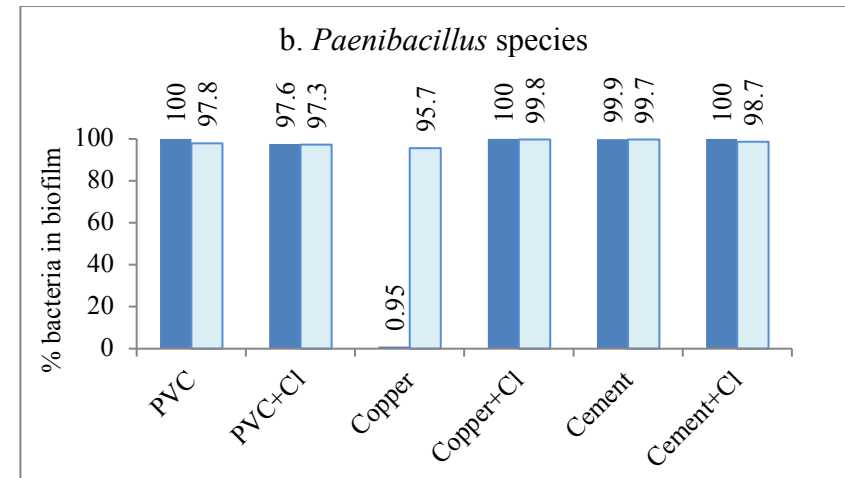 b. Paenibacillus species
100
97.8
97.6
97.3
0.95
95.7
100
99.8
99.9
99.7
100
98.7
% bacteria in biofilm
100
80
60
40
20
0
PVC
PVC+Cl
Copper
Copper+Cl
Cement
Cement+Cl